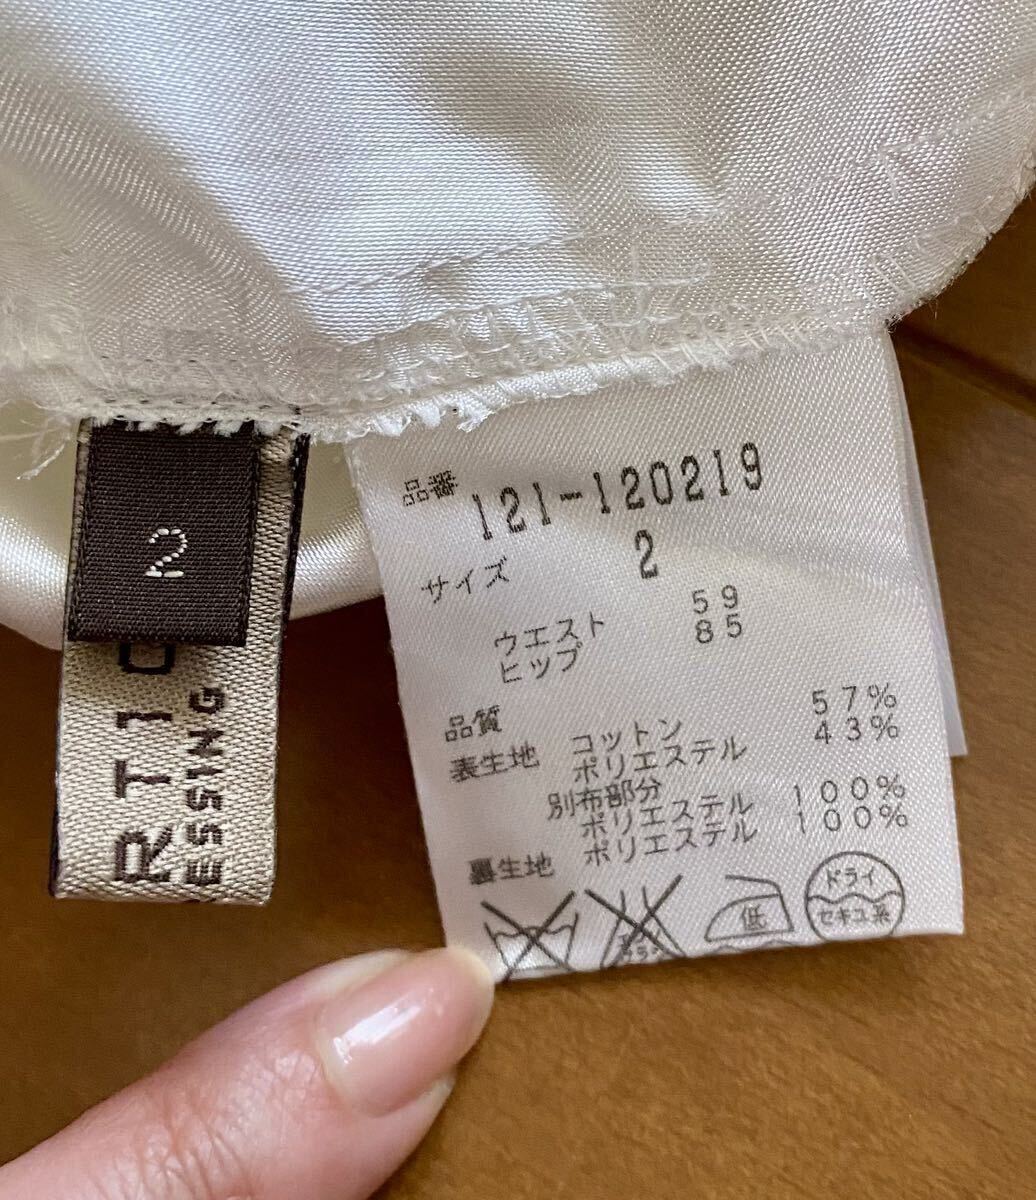 2
RT1
ESSING
品番 121-120219
サイズ 2
ウエスト 59
ヒップ 85
品質
表生地 コットン 57%
ポリエステル 43%
別布部分
ポリエステル 100%
裏生地 ポリエステル 100%
低
ドライ
セキユ系